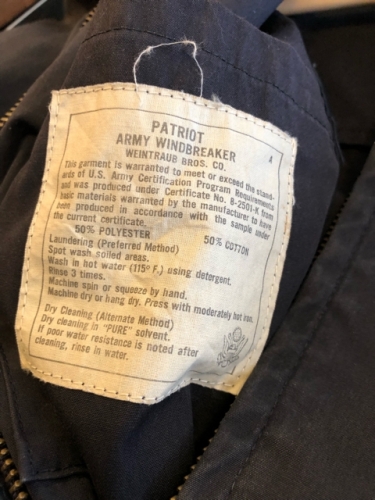 PATRIOT
A
ARMY WINDBREAKER
WEINTRAUB BROS. CO.
This garment is warranted to meet or exceed the stand-
ards of U.S. Army Certification Program Requirements
and was produced under Certificate No. 8-2501-K from
basic materials warranted by the manufacturer to have
been produced in accordance with the sample under
the current certificate.
50% POLYESTER 50% COTTON
Laundering (Preferred Method)
Spot wash soiled areas.
Wash in hot water (115° F.) using detergent.
Rinse 3 times.
Machine spin or squeeze by hand.
Machine dry or hang dry. Press with moderately hot iron.
Dry Cleaning (Alternate Method)
Dry cleaning in "PURE" solvent.
If poor water resistance is noted after
cleaning, rinse in water.